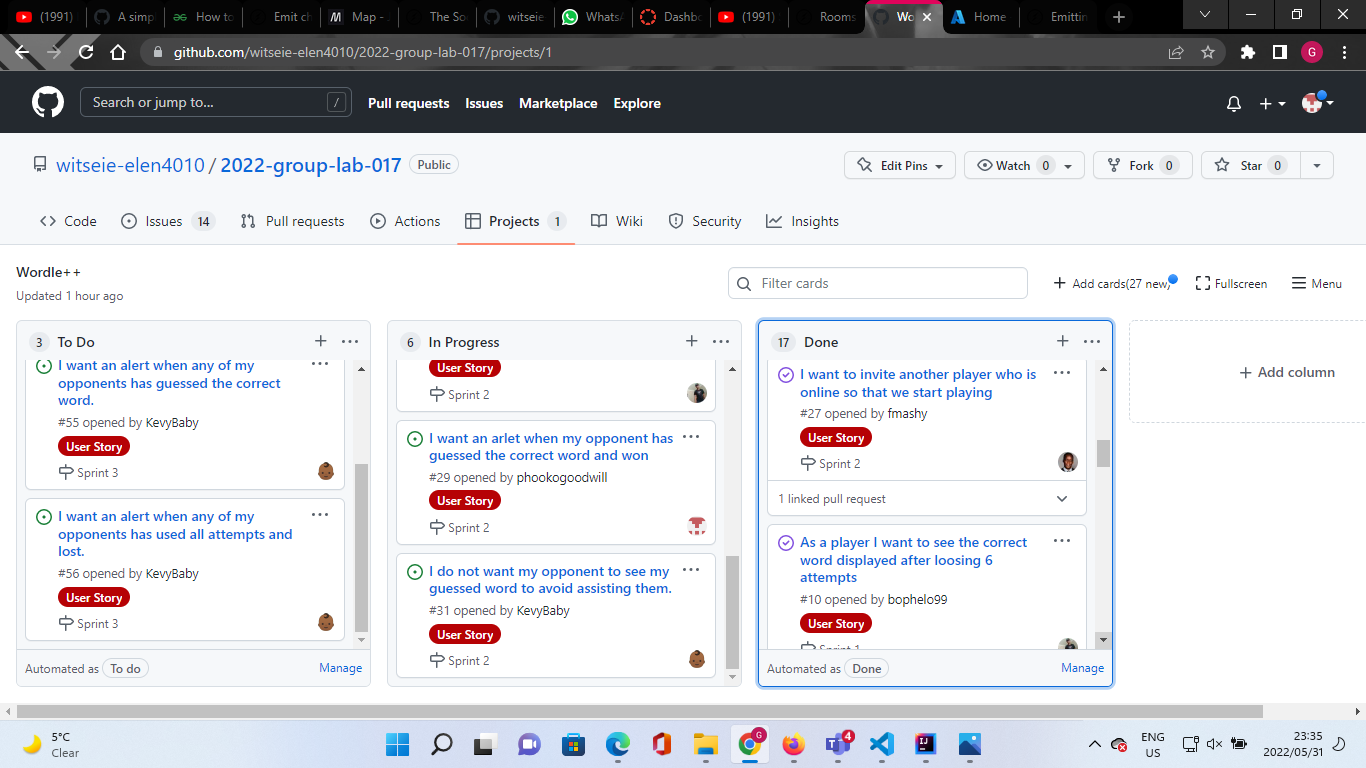 (1991)
A simp
How to
Emit ch
Map - J
The So
witseie
WhatsA
Dashbo
(1991)
Rooms
Wo
Home
Emittin
github.com/witseie-elen4010/2022-group-lab-017/projects/1
G
Search or jump to...
/
Pull requests
Issues
Marketplace
Explore
witseie-elen4010 / 2022-group-lab-017
Public
Edit Pins
Watch 0
Fork 0
Star 0
Code
Issues 14
Pull requests
Actions
Projects 1
Wiki
Security
Insights
Wordle++
Updated 1 hour ago
Filter cards
Add cards(27 new)
Fullscreen
Menu
3 To Do
I want an alert when any of my
opponents has guessed the correct
word.
#55 opened by KevyBaby
User Story
Sprint 3
I want an alert when any of my
opponents has used all attempts and
lost.
#56 opened by KevyBaby
User Story
Sprint 3
Automated as To do
Manage
6 In Progress
User Story
Sprint 2
I want an arlet when my opponent has
guessed the correct word and won
#29 opened by phookogoodwill
User Story
Sprint 2
I do not want my opponent to see my
guessed word to avoid assisting them.
#31 opened by KevyBaby
User Story
Sprint 2
17 Done
I want to invite another player who is
online so that we start playing
#27 opened by fmashy
User Story
Sprint 2
1 linked pull request
As a player I want to see the correct
word displayed after loosing 6
attempts
#10 opened by bophelo99
User Story
Sprint 1
Automated as Done
Manage
Add column
5°C
Clear
G
4
ENG
US
23:35
2022/05/31